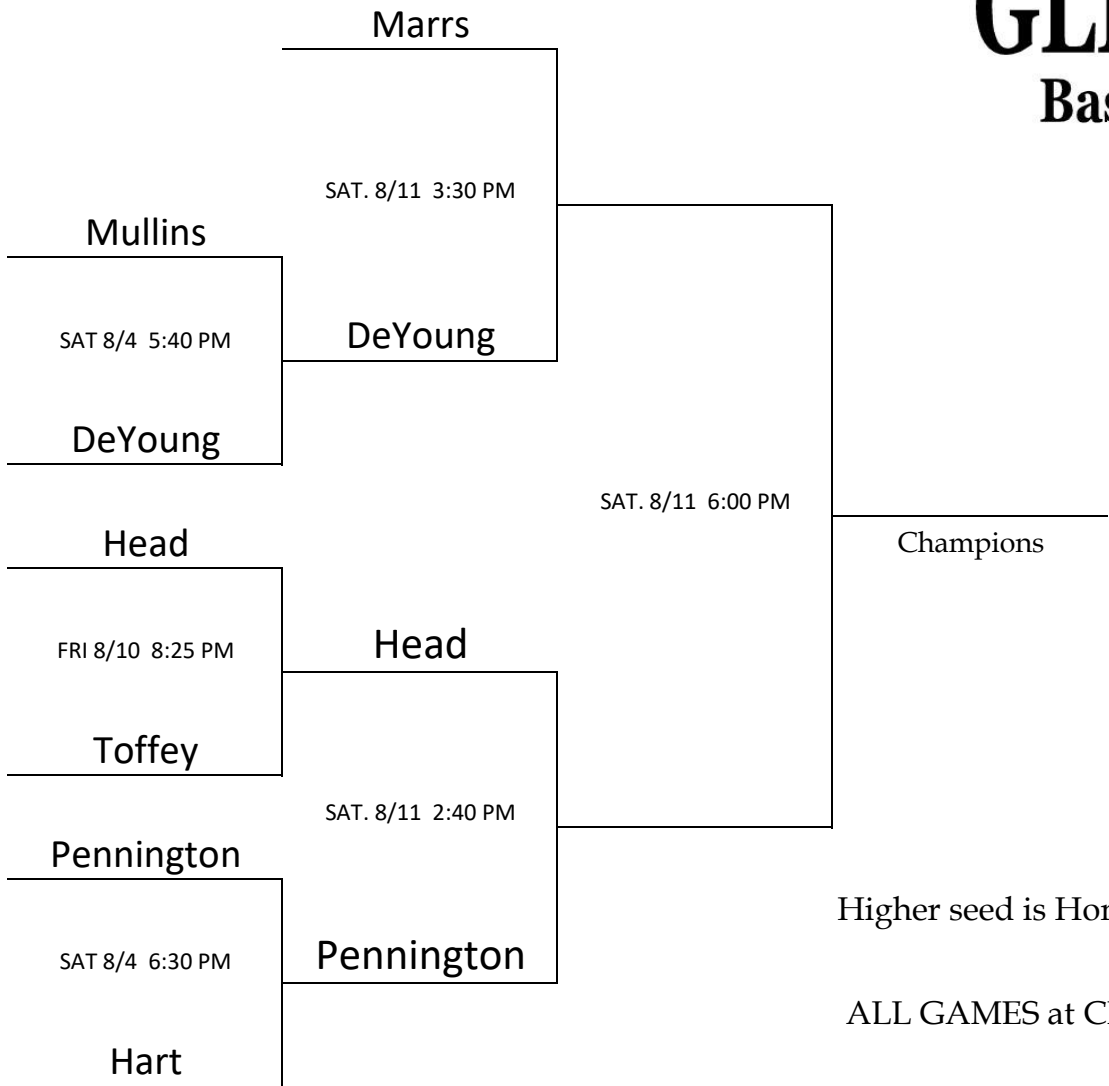 Marrs
Bas
SAT. 8/11 3:30 PM
Mullins
SAT 8/4 5:40 PM
DeYoung
DeYoung
SAT. 8/11 6:00 PM
Head
Champions
FRI 8/10 8:25 PM
Head
Toffey
SAT. 8/11 2:40 PM
Pennington
Higher seed is Hor
SAT 8/4 6:30 PM
Pennington
ALL GAMES at C
Hart